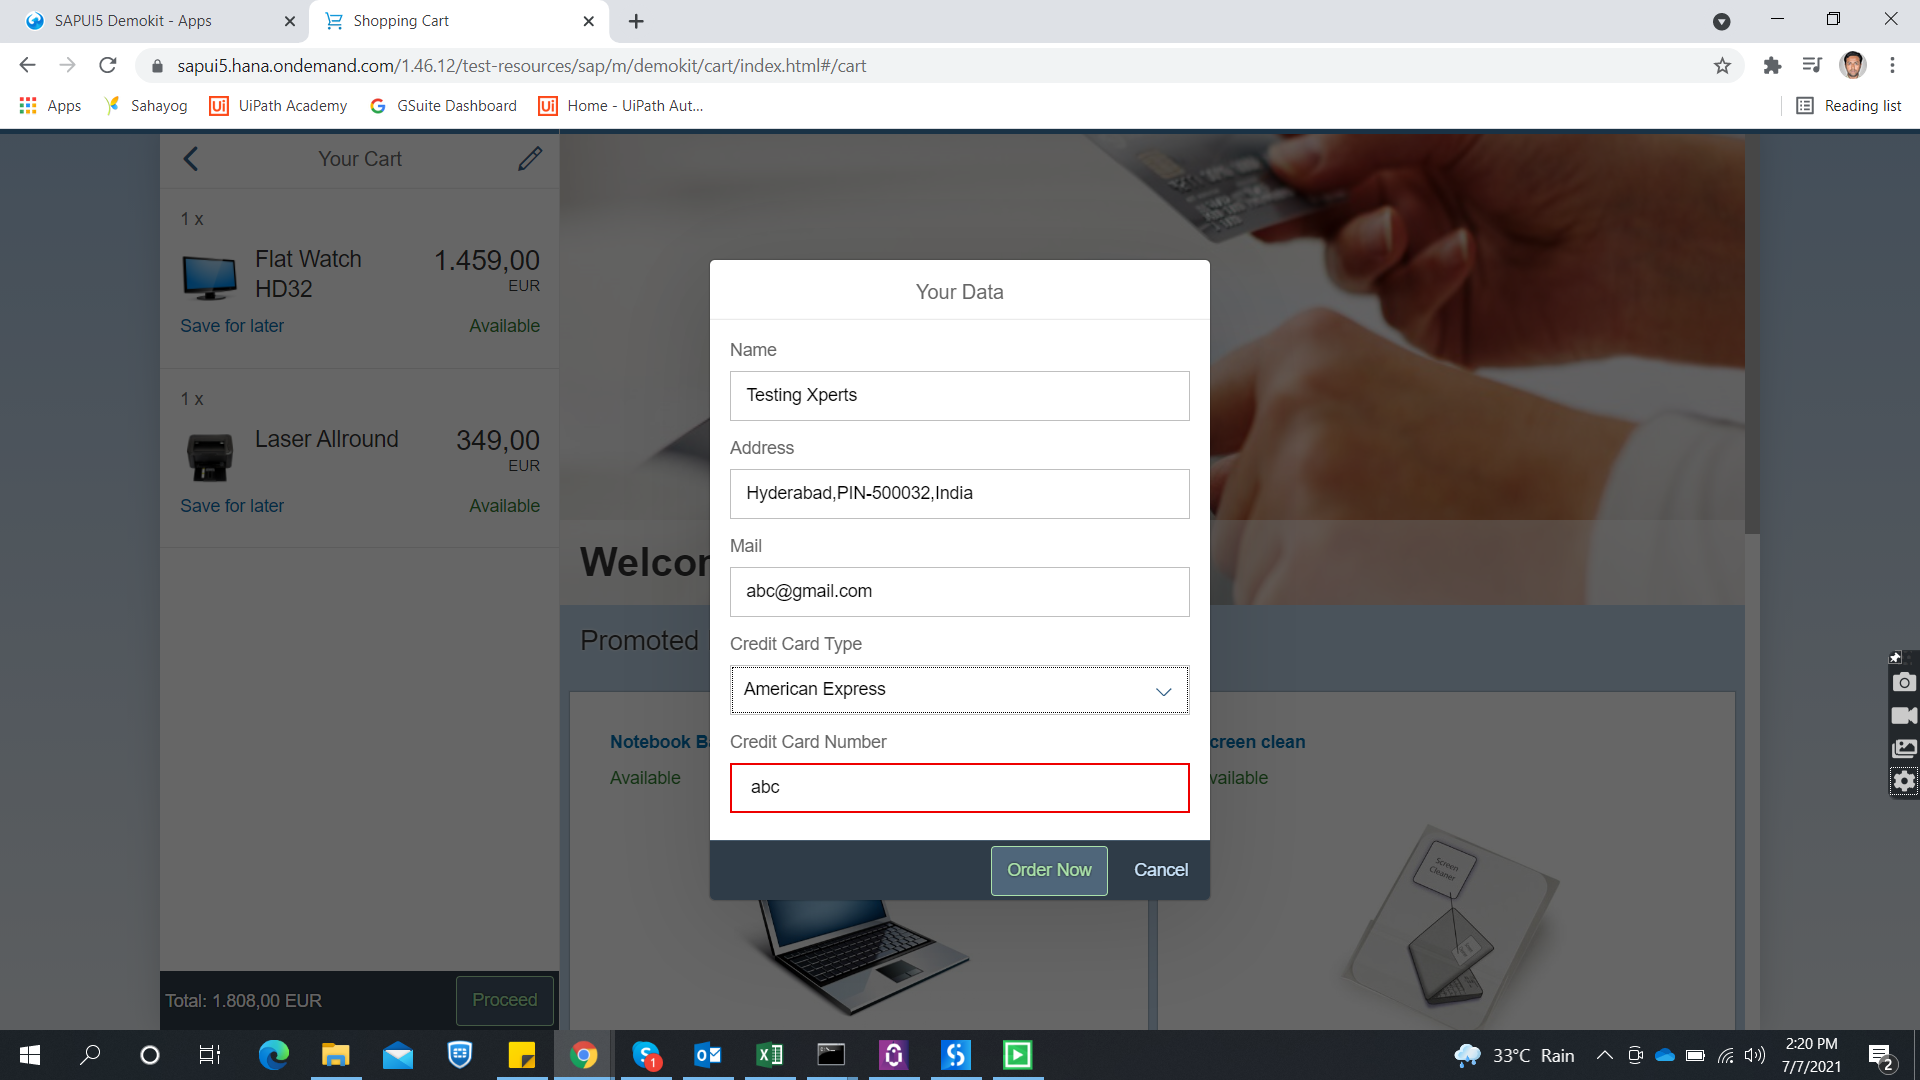 SAPUI5 Demokit - Apps
Shopping Cart
sapui5.hana.ondemand.com/1.46.12/test-resources/sap/m/demokit/cart/index.html#/cart
Apps
Sahayog
UiPath Academy
GSuite Dashboard
Home - UiPath Aut...
Reading list
Your Cart
1 x
Flat Watch HD32
1.459,00
EUR
Save for later
Available
1 x
Laser Allround
349,00
EUR
Save for later
Available
Total: 1.808,00 EUR
Proceed
Welcor
Promoted
Notebook B
Available
creen clean
vailable
Screen
Cleaner
Your Data
Name
Testing Xperts
Address
Hyderabad,PIN-500032,India
Mail
abc@gmail.com
Credit Card Type
American Express
Credit Card Number
abc
Order Now
Cancel
33°C Rain
2:20 PM
7/7/2021
2
1